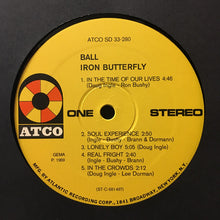 ATCO SD 33-280
BALL
IRON BUTTERFLY
1. IN THE TIME OF OUR LIVES 4:46
(Doug Ingle - Ron Bushy)
ONE
STEREO
ATCO
GEMA
P. 1969
2. SOUL EXPERIENCE 2:50
(Ingle - Bushy - Brann & Dorman)
3. LONELY BOY 5:05 (Doug Ingle)
4. REAL FRIGHT 2:40
(Ingle - Bushy - Brann)
5. IN THE CROWDS 2:12
(Doug Ingle - Lee Dorman)
(ST-C-681487)
MFG. BY ATLANTIC RECORDING CORP., 1841 BROADWAY, NEW YORK, N.Y.